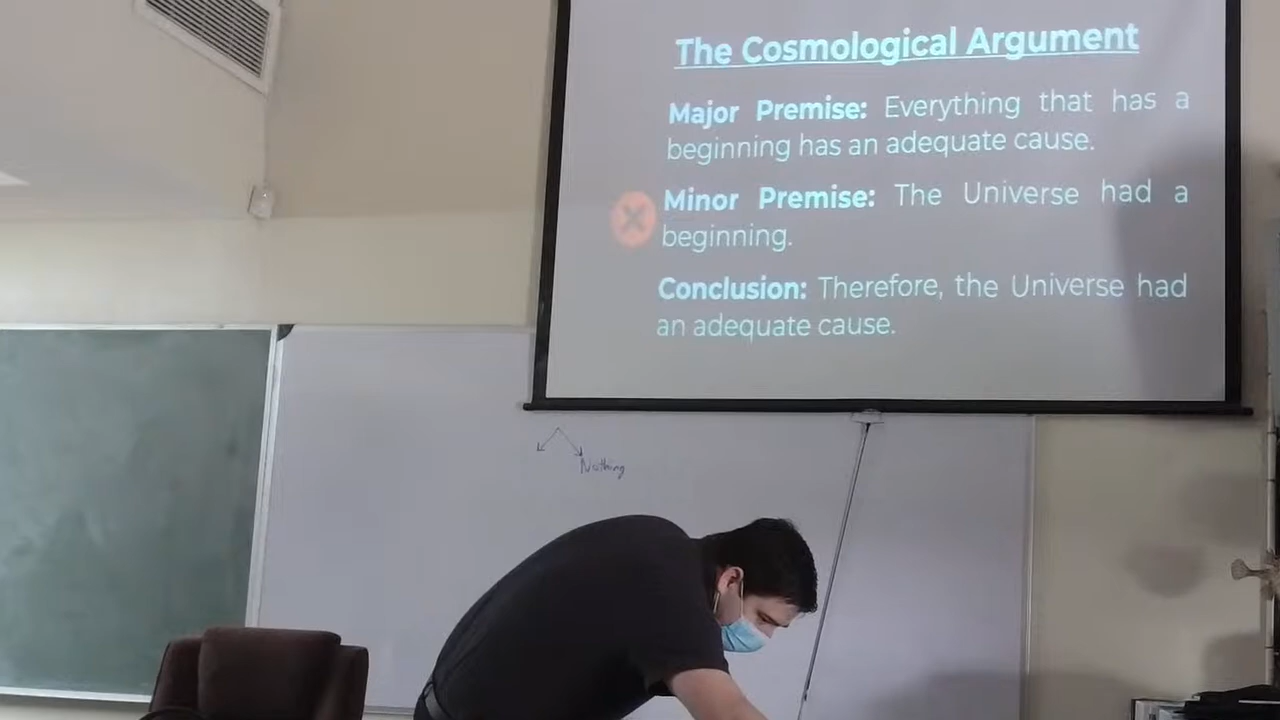 The Cosmological Argument
Major Premise: Everything that has a
beginning has an adequate cause.
Minor Premise: The Universe had a
beginning.
Conclusion: Therefore, the Universe had
an adequate cause.
Nothing